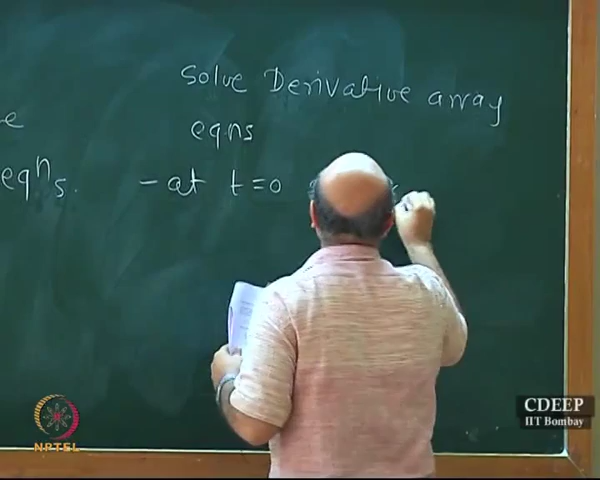 Solve Derivative array
eqns
eqⁿs.
- at t=0
CDEEP
IIT Bombay
NPTEL